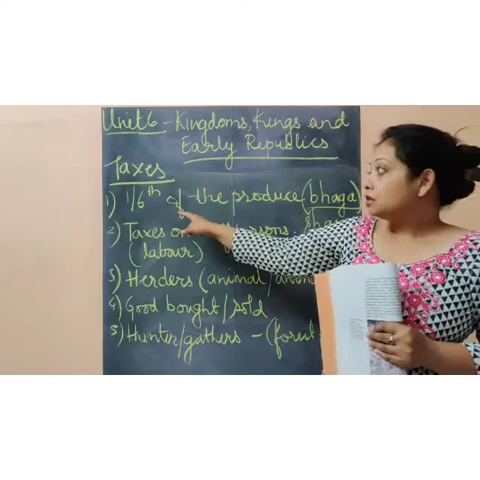 Unit 6 - Kingdoms, Kings and
Early Republics
Taxes
1) 1/6th of the produce (bhaga)
2) Taxes on
(labour)
3) Herders (animal/
4) Good bought/sold
5) Hunter/gathers - (forest